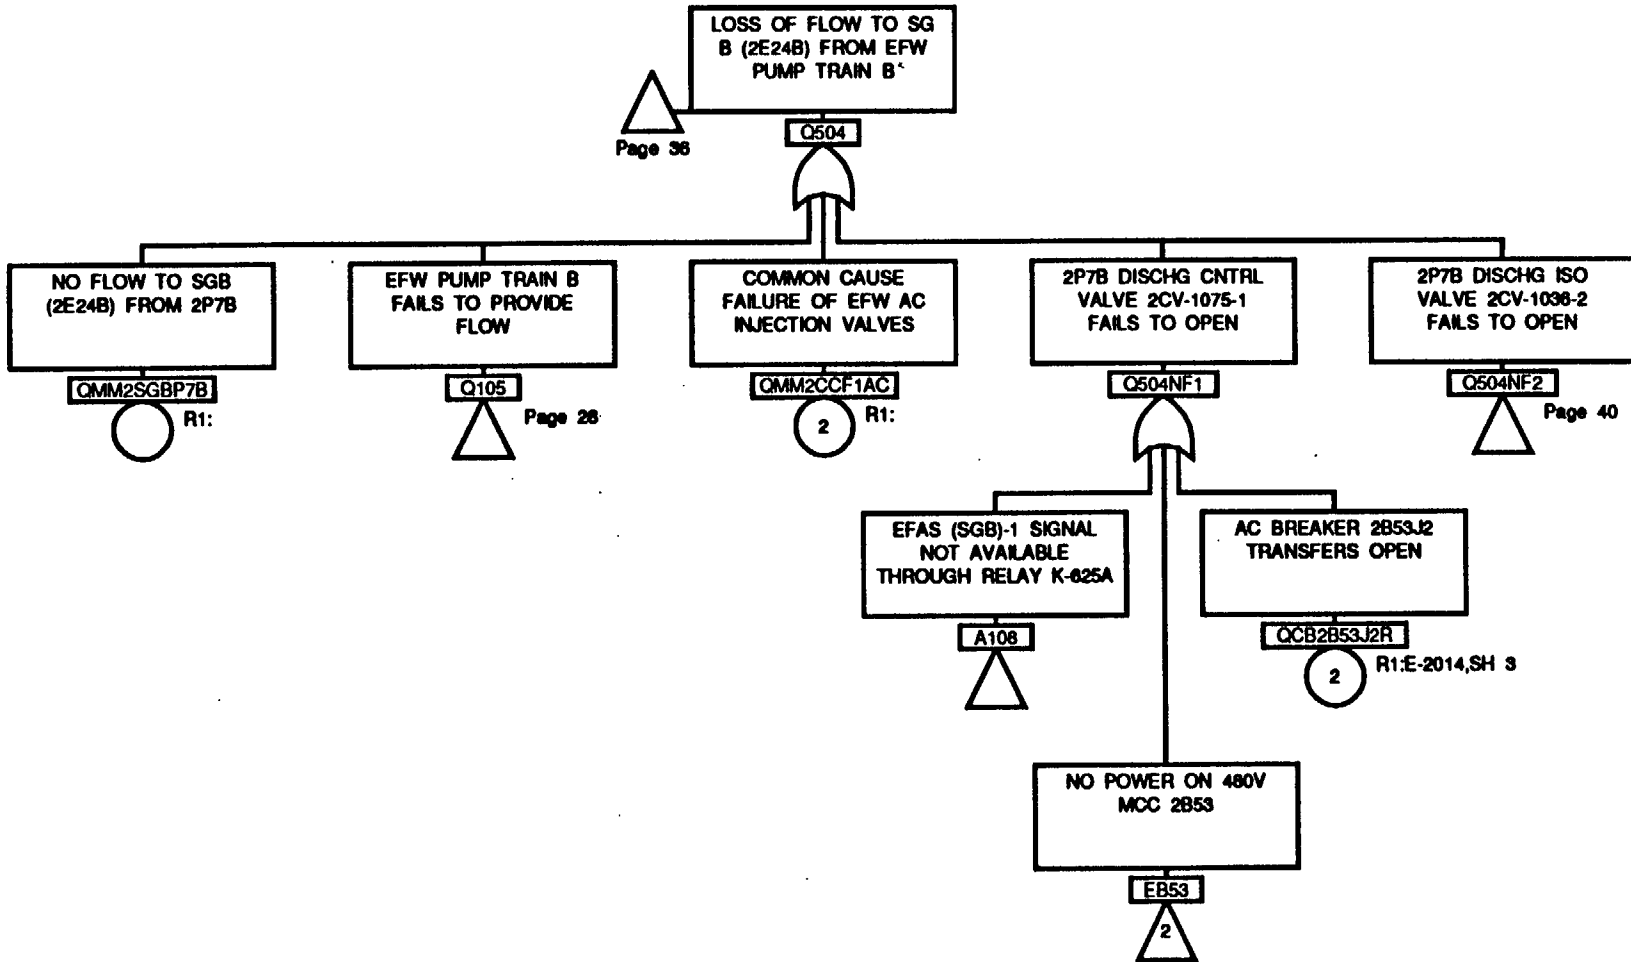 LOSS OF FLOW TO SG
B (2E24B) FROM EFW
PUMP TRAIN B
Page 36
Q504
NO FLOW TO SGB
(2E24B) FROM 2P7B
QMM2SGBP7B
R1:
EFW PUMP TRAIN B
FAILS TO PROVIDE
FLOW
Q105
Page 26
COMMON CAUSE
FAILURE OF EFW AC
INJECTION VALVES
QMM2CCF1AC
2
R1:
2P7B DISCHG CNTRL
VALVE 2CV-1075-1
FAILS TO OPEN
Q504NF1
2P7B DISCHG ISO
VALVE 2CV-1036-2
FAILS TO OPEN
Q504NF2
Page 40
EFAS (SGB)-1 SIGNAL
NOT AVAILABLE
THROUGH RELAY K-625A
A108
AC BREAKER 2B53J2
TRANSFERS OPEN
QCB2B53J2R
2
R1:E-2014,SH 3
NO POWER ON 480V
MCC 2B53
EB53
2